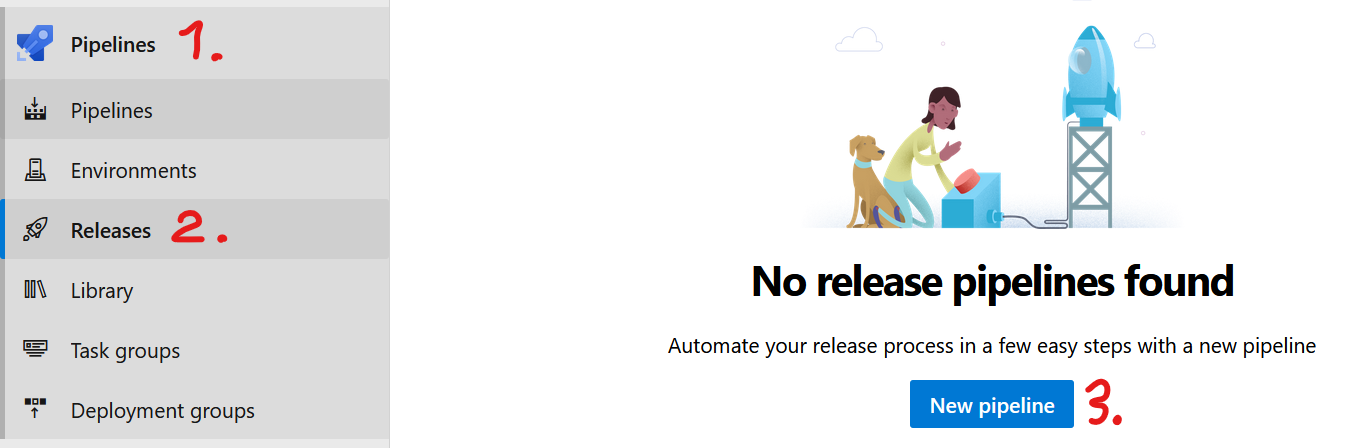 Pipelines 1.
Pipelines
Environments
Releases 2.
Library
Task groups
Deployment groups
No release pipelines found
Automate your release process in a few easy steps with a new pipeline
New pipeline 3.